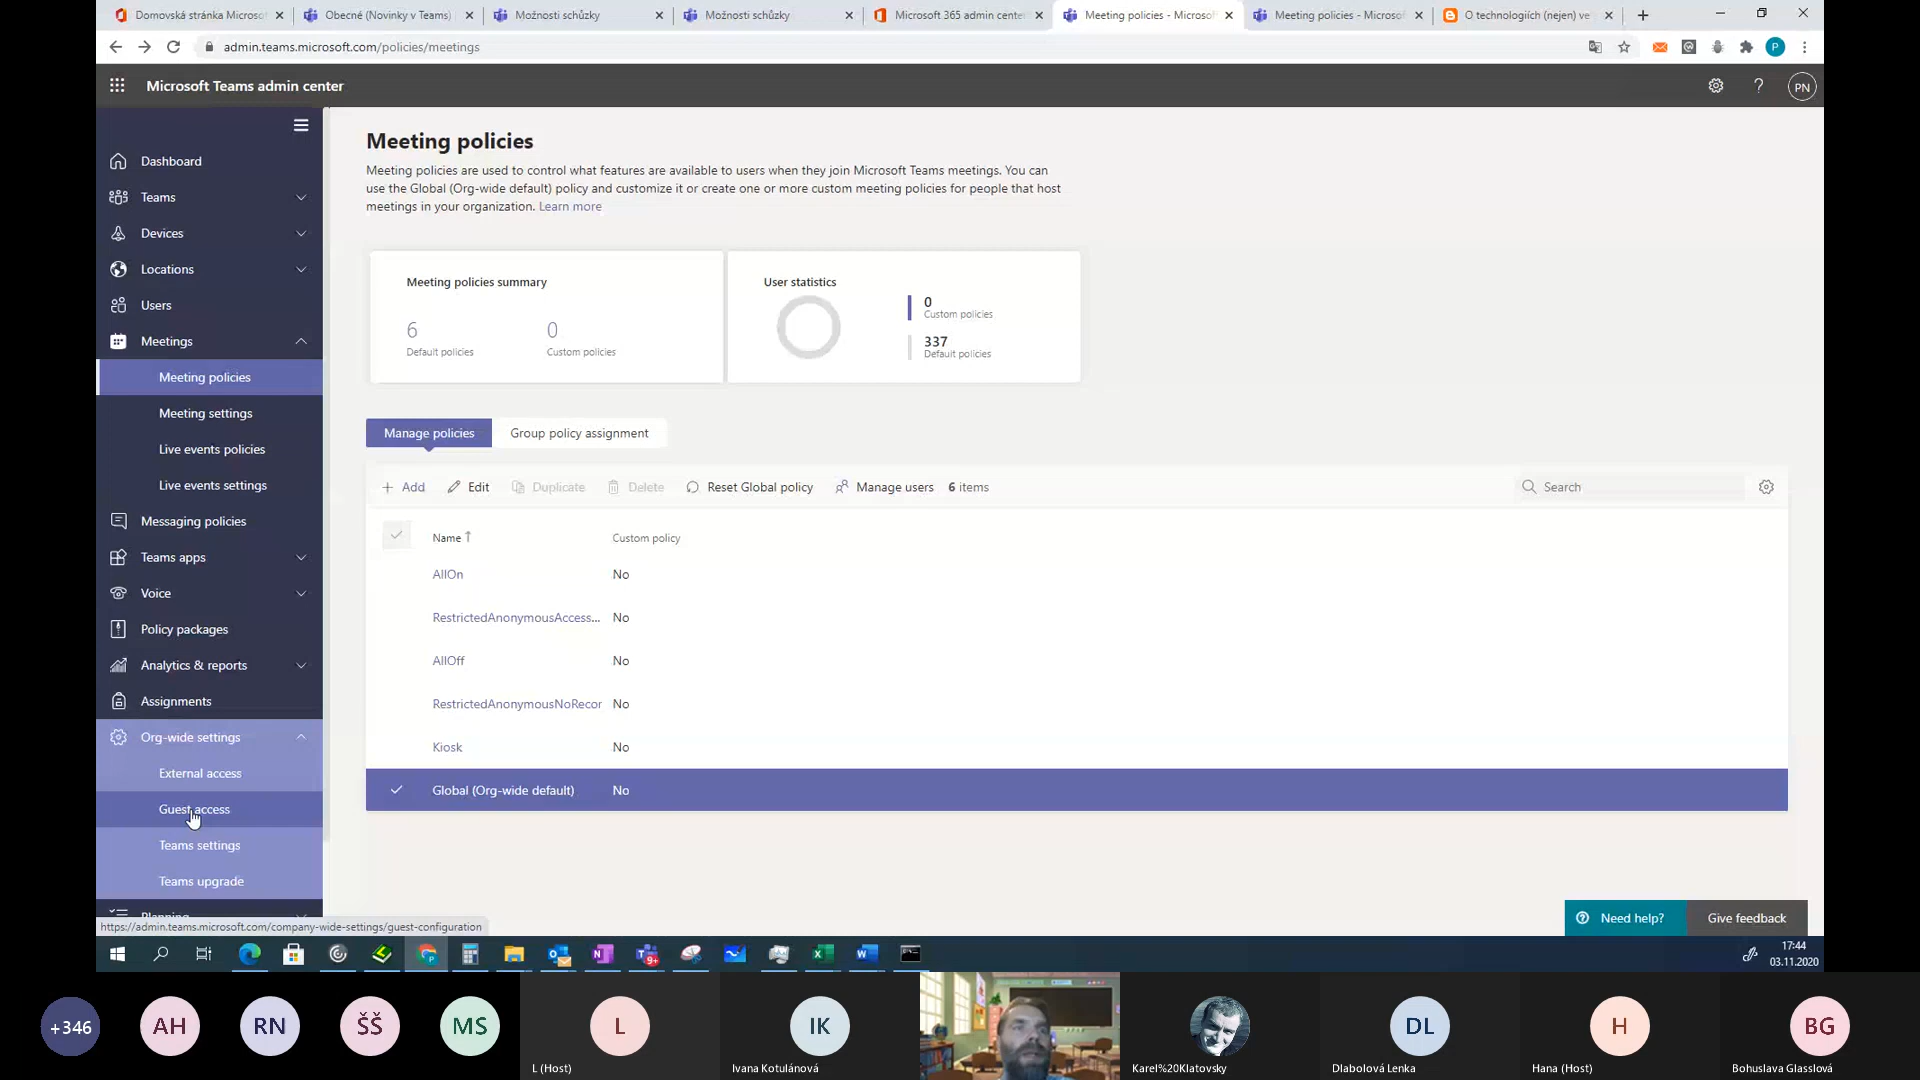 Domovská stránka Microso
Obecné (Novinky v Teams)
Možnosti schůzky
Možnosti schůzky
Microsoft 365 admin center
Meeting policies - Microso
Meeting policies - Microso
O technologiích (nejen) ve
admin.teams.microsoft.com/policies/meetings
P
Microsoft Teams admin center
PN
Dashboard
Teams
Devices
Locations
Users
Meetings
Meeting policies
Meeting settings
Live events policies
Live events settings
Messaging policies
Teams apps
Voice
Policy packages
Analytics & reports
Assignments
Org-wide settings
External access
Guest access
Teams settings
Teams upgrade
Planning
https://admin.teams.microsoft.com/company-wide-settings/guest-configuration
Meeting policies
Meeting policies are used to control what features are available to users when they join Microsoft Teams meetings. You can
use the Global (Org-wide default) policy and customize it or create one or more custom meeting policies for people that host
meetings in your organization. Learn more
Meeting policies summary
6
Default policies
0
Custom policies
User statistics
0
Custom policies
337
Default policies
Manage policies
Group policy assignment
+ Add
Edit
Duplicate
Delete
Reset Global policy
Manage users
6 items
Search
Name ↑
Custom policy
AllOn No
RestrictedAnonymousAccess... No
AllOff No
RestrictedAnonymousNoRecor No
Kiosk No
Global (Org-wide default) No
Need help?
Give feedback
9+
17:44
03.11.2020
+346
AH
RN
ŠŠ
MS
L
L (Host)
IK
Ivana Kotulánová
Karel%20Klatovsky
DL
Dlabolová Lenka
H
Hana (Host)
BG
Bohuslava Glasslová